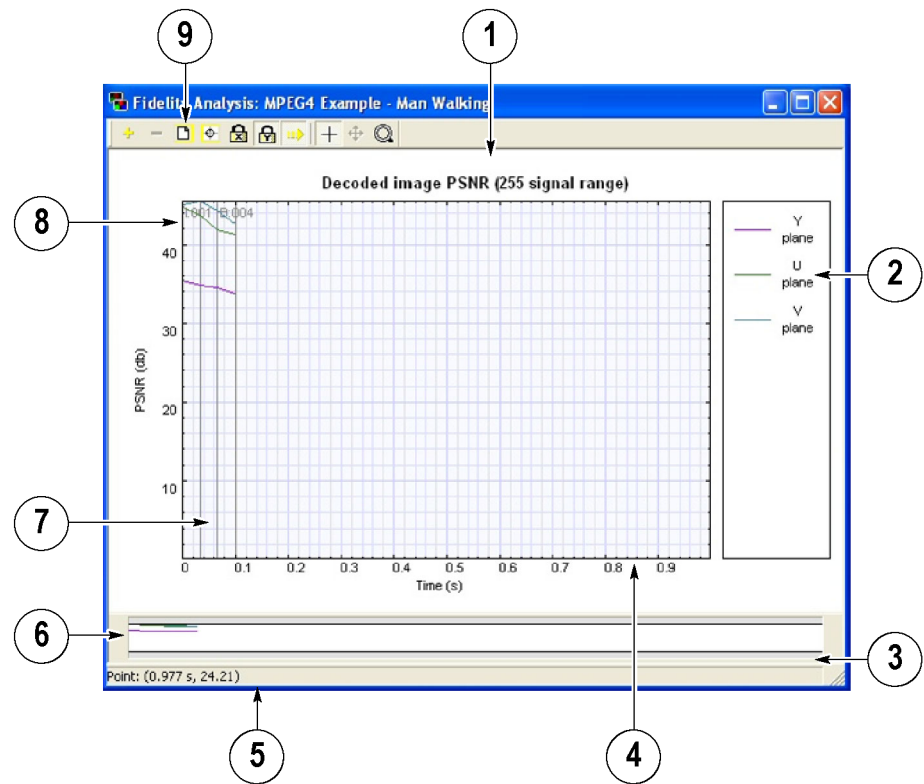 9
1
Fidelity Analysis: MPEG4 Example - Man Walking
Decoded image PSNR (255 signal range)
8
40
30
20
10
PSNR (db)
Y
plane
U
plane
V
plane
2
7
0 0.1 0.2 0.3 0.4 0.5 0.6 0.7 0.8 0.9
Time (s)
6
3
Point: (0.977 s, 24.21)
5
4